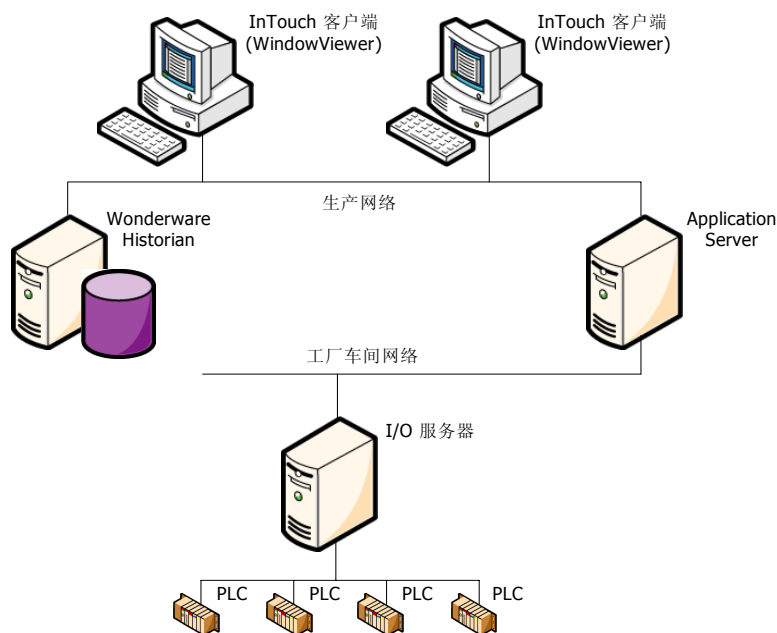 InTouch 客户端
(WindowViewer)
InTouch 客户端
(WindowViewer)
生产网络
Wonderware
Historian
Application
Server
工厂车间网络
I/O 服务器
PLC
PLC
PLC
PLC